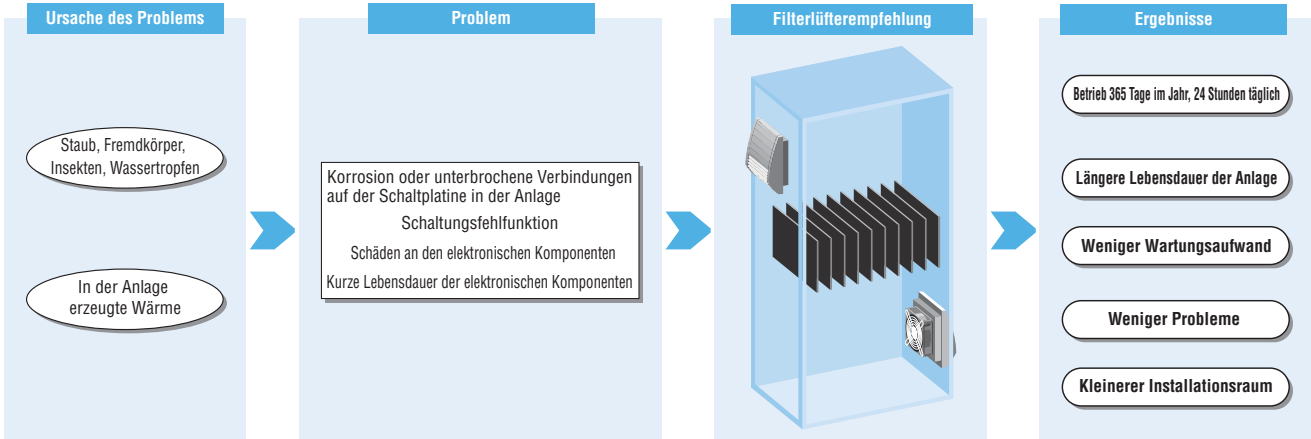 Ursache des Problems
Staub, Fremdkörper,
Insekten, Wassertropfen
In der Anlage
erzeugte Wärme
Problem
Korrosion oder unterbrochene Verbindungen
auf der Schaltplatine in der Anlage
Schaltungsfehlfunktion
Schäden an den elektronischen Komponenten
Kurze Lebensdauer der elektronischen Komponenten
Filterlüfterempfehlung
Ergebnisse
Betrieb 365 Tage im Jahr, 24 Stunden täglich
Längere Lebensdauer der Anlage
Weniger Wartungsaufwand
Weniger Probleme
Kleinerer Installationsraum